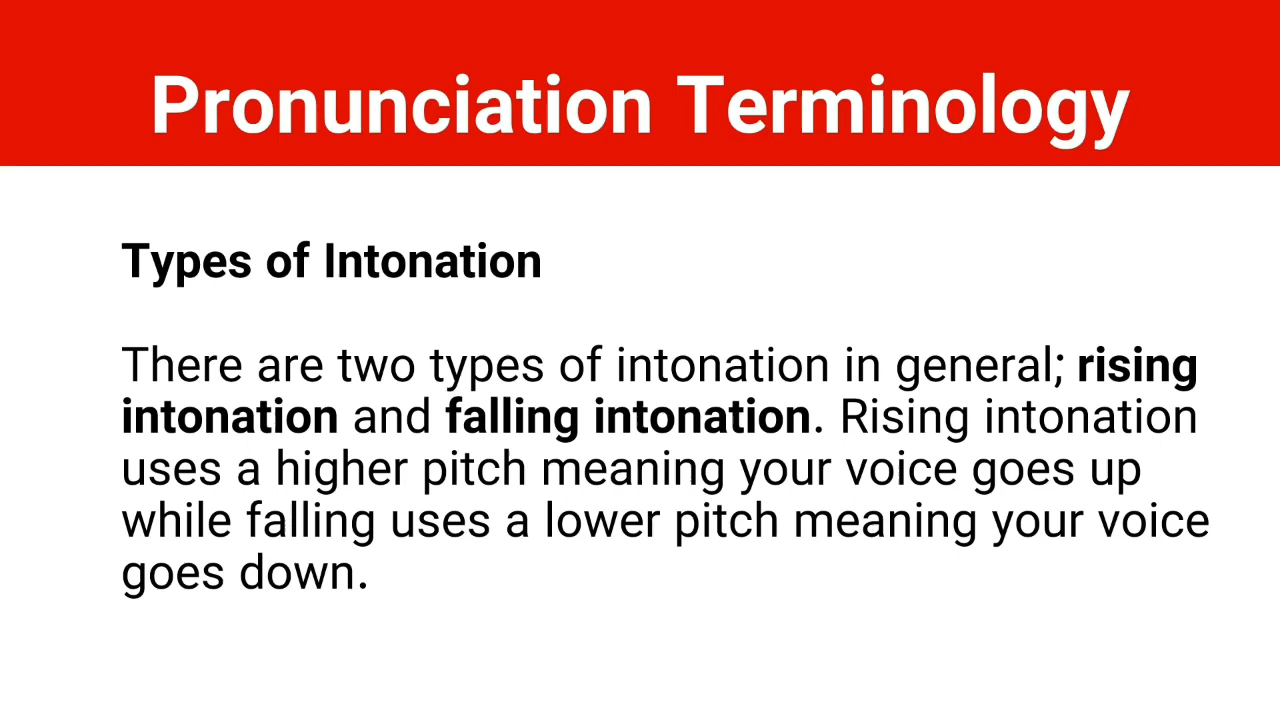 Pronunciation Terminology
Types of Intonation
There are two types of intonation in general; rising
intonation and falling intonation. Rising intonation
uses a higher pitch meaning your voice goes up
while falling uses a lower pitch meaning your voice
goes down.